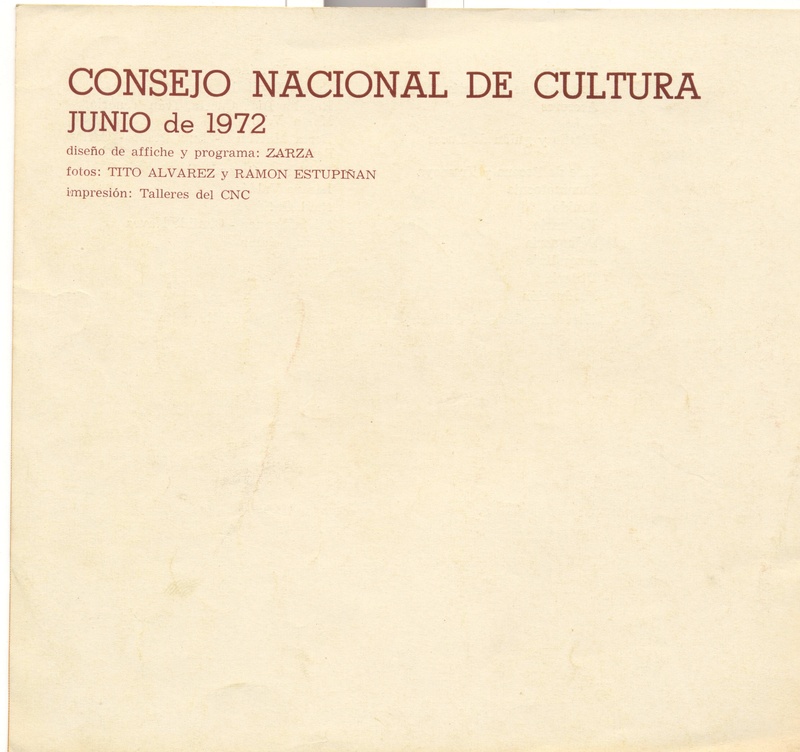 CONSEJO NACIONAL DE CULTURA
JUNIO de 1972
diseño de affiche y programa: ZARZA
fotos: TITO ALVAREZ y RAMON ESTUPIÑAN
impresión: Talleres del CNC